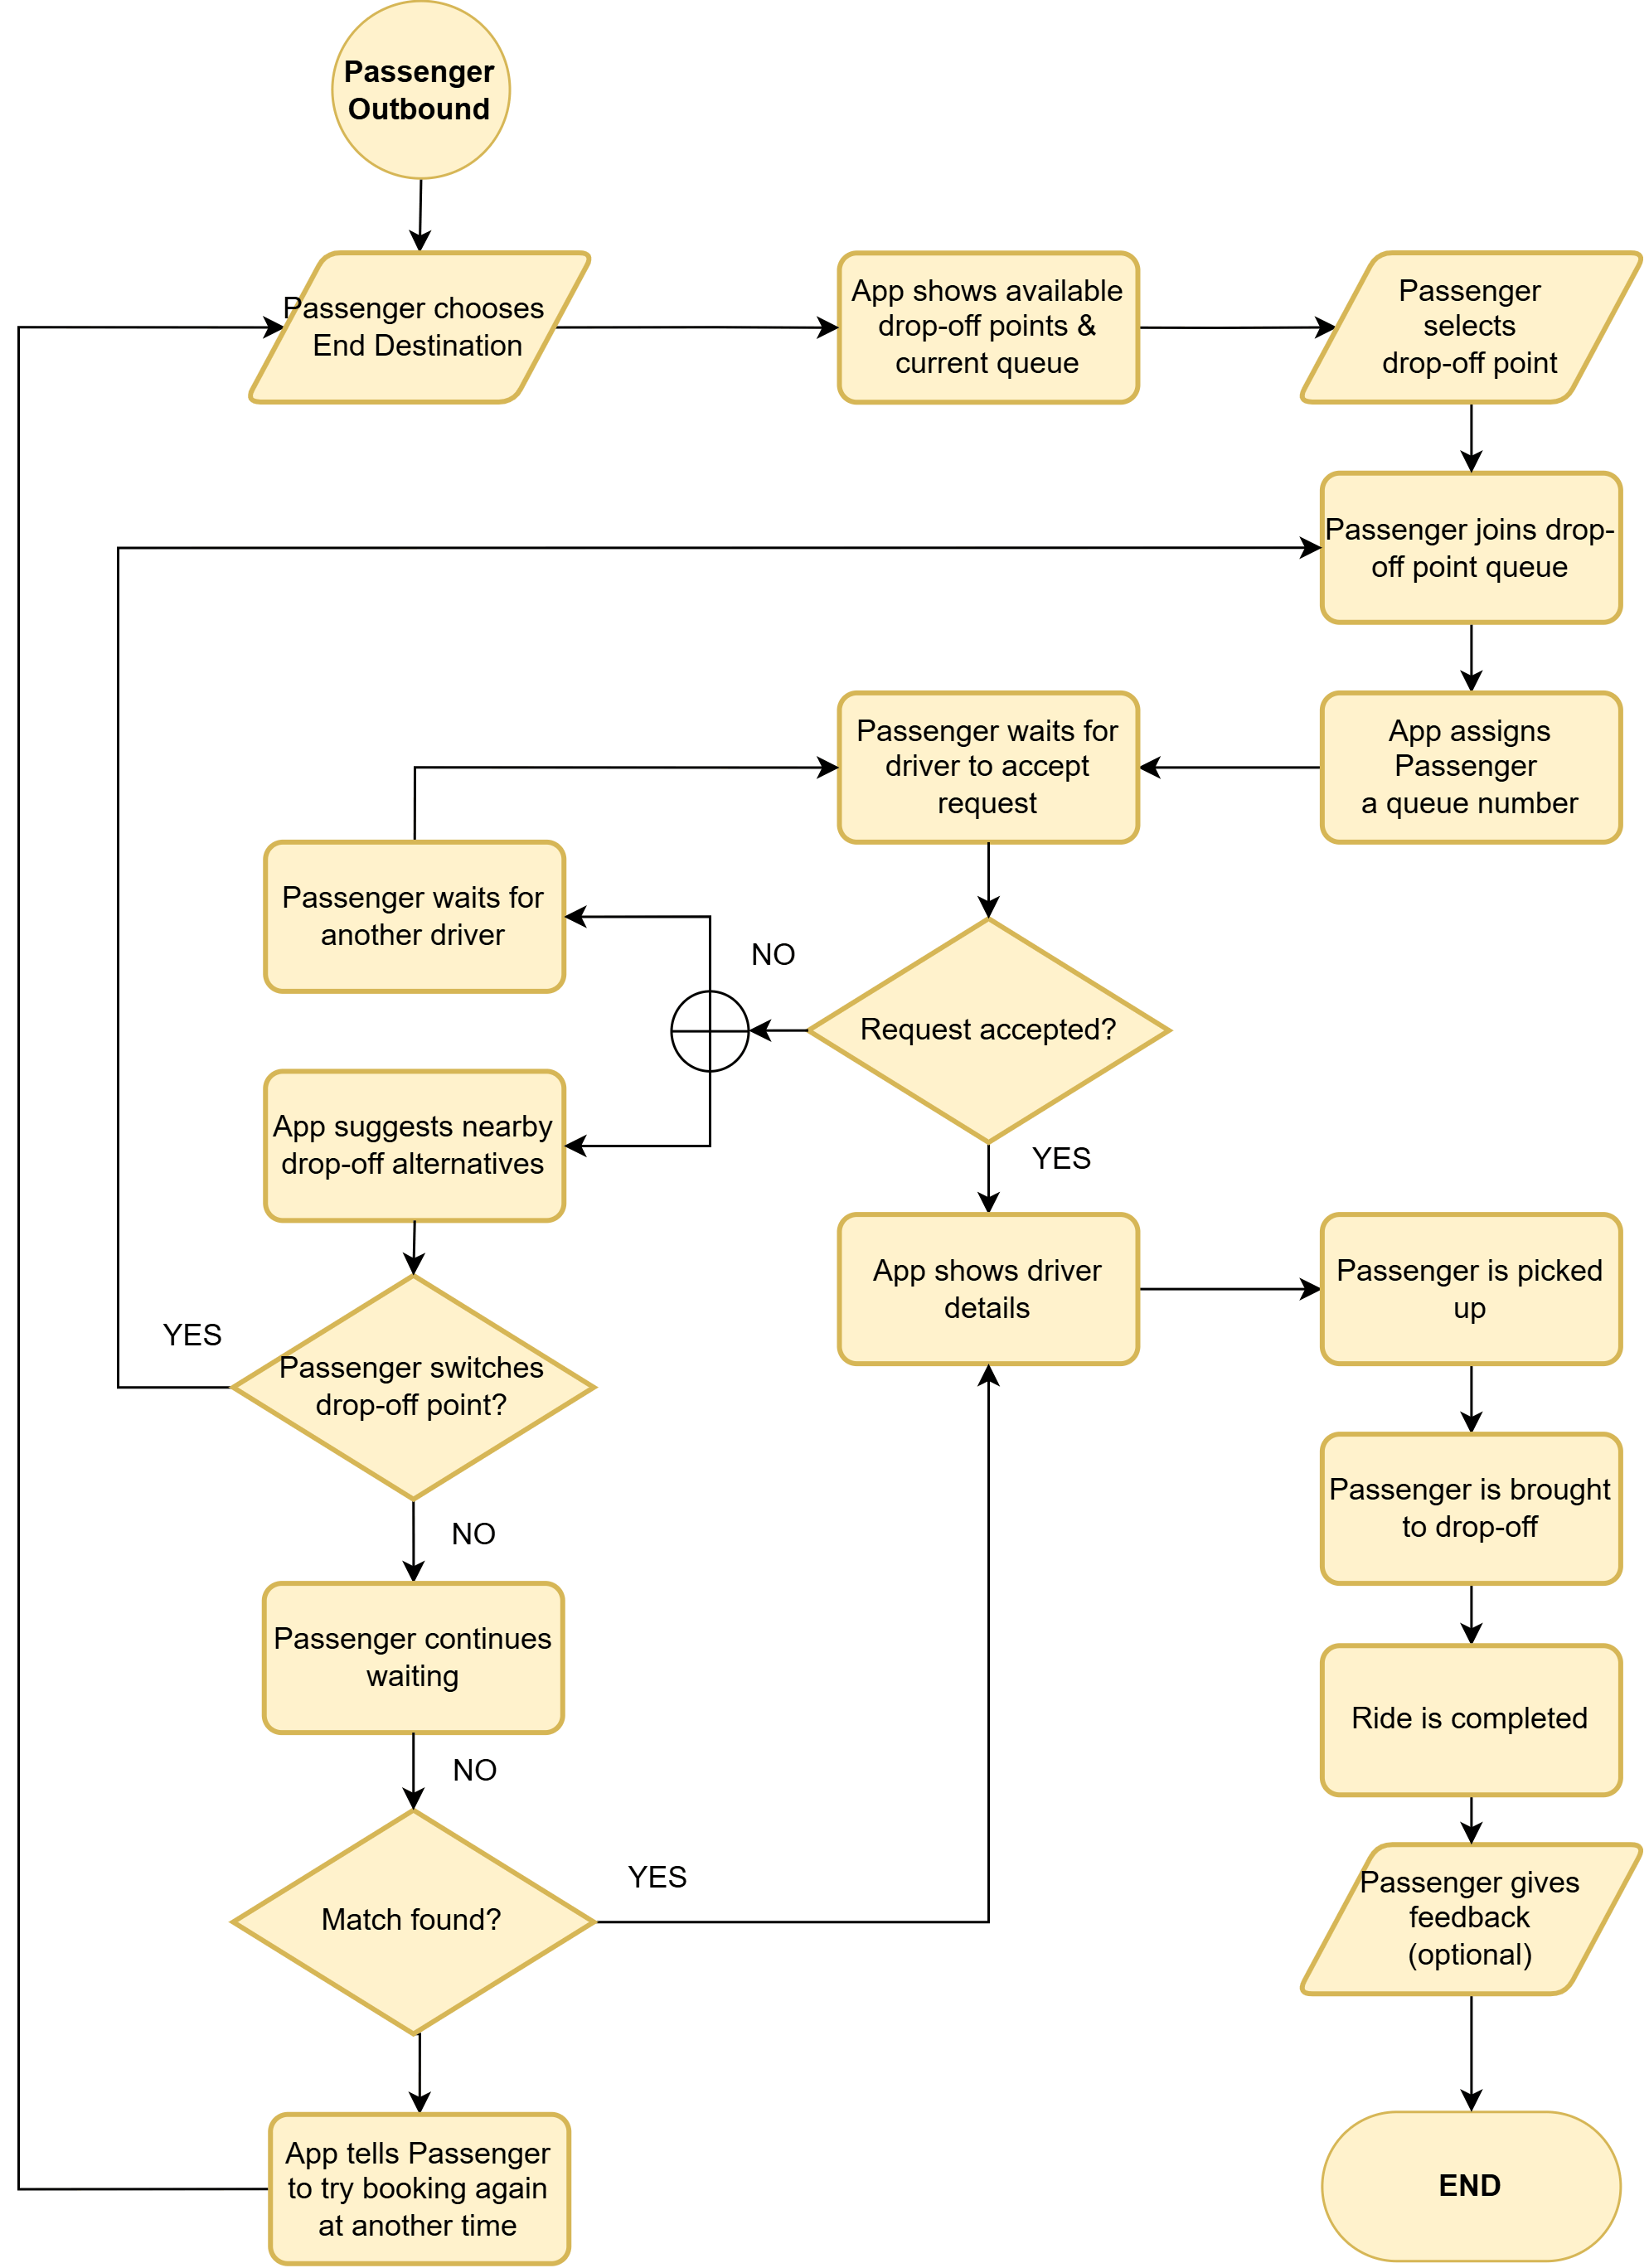 Passenger
Outbound
Passenger chooses
End Destination
App shows available
drop-off points &
current queue
Passenger
selects
drop-off point
Passenger joins drop-
off point queue
Passenger waits for
driver to accept
request
App assigns
Passenger
a queue number
Passenger waits for
another driver
NO
Request accepted?
App suggests nearby
drop-off alternatives
YES
App shows driver
details
Passenger is picked
up
YES
Passenger switches
drop-off point?
Passenger is brought
to drop-off
NO
Passenger continues
waiting
Ride is completed
NO
YES
Match found?
Passenger gives
feedback
(optional)
App tells Passenger
to try booking again
at another time
END